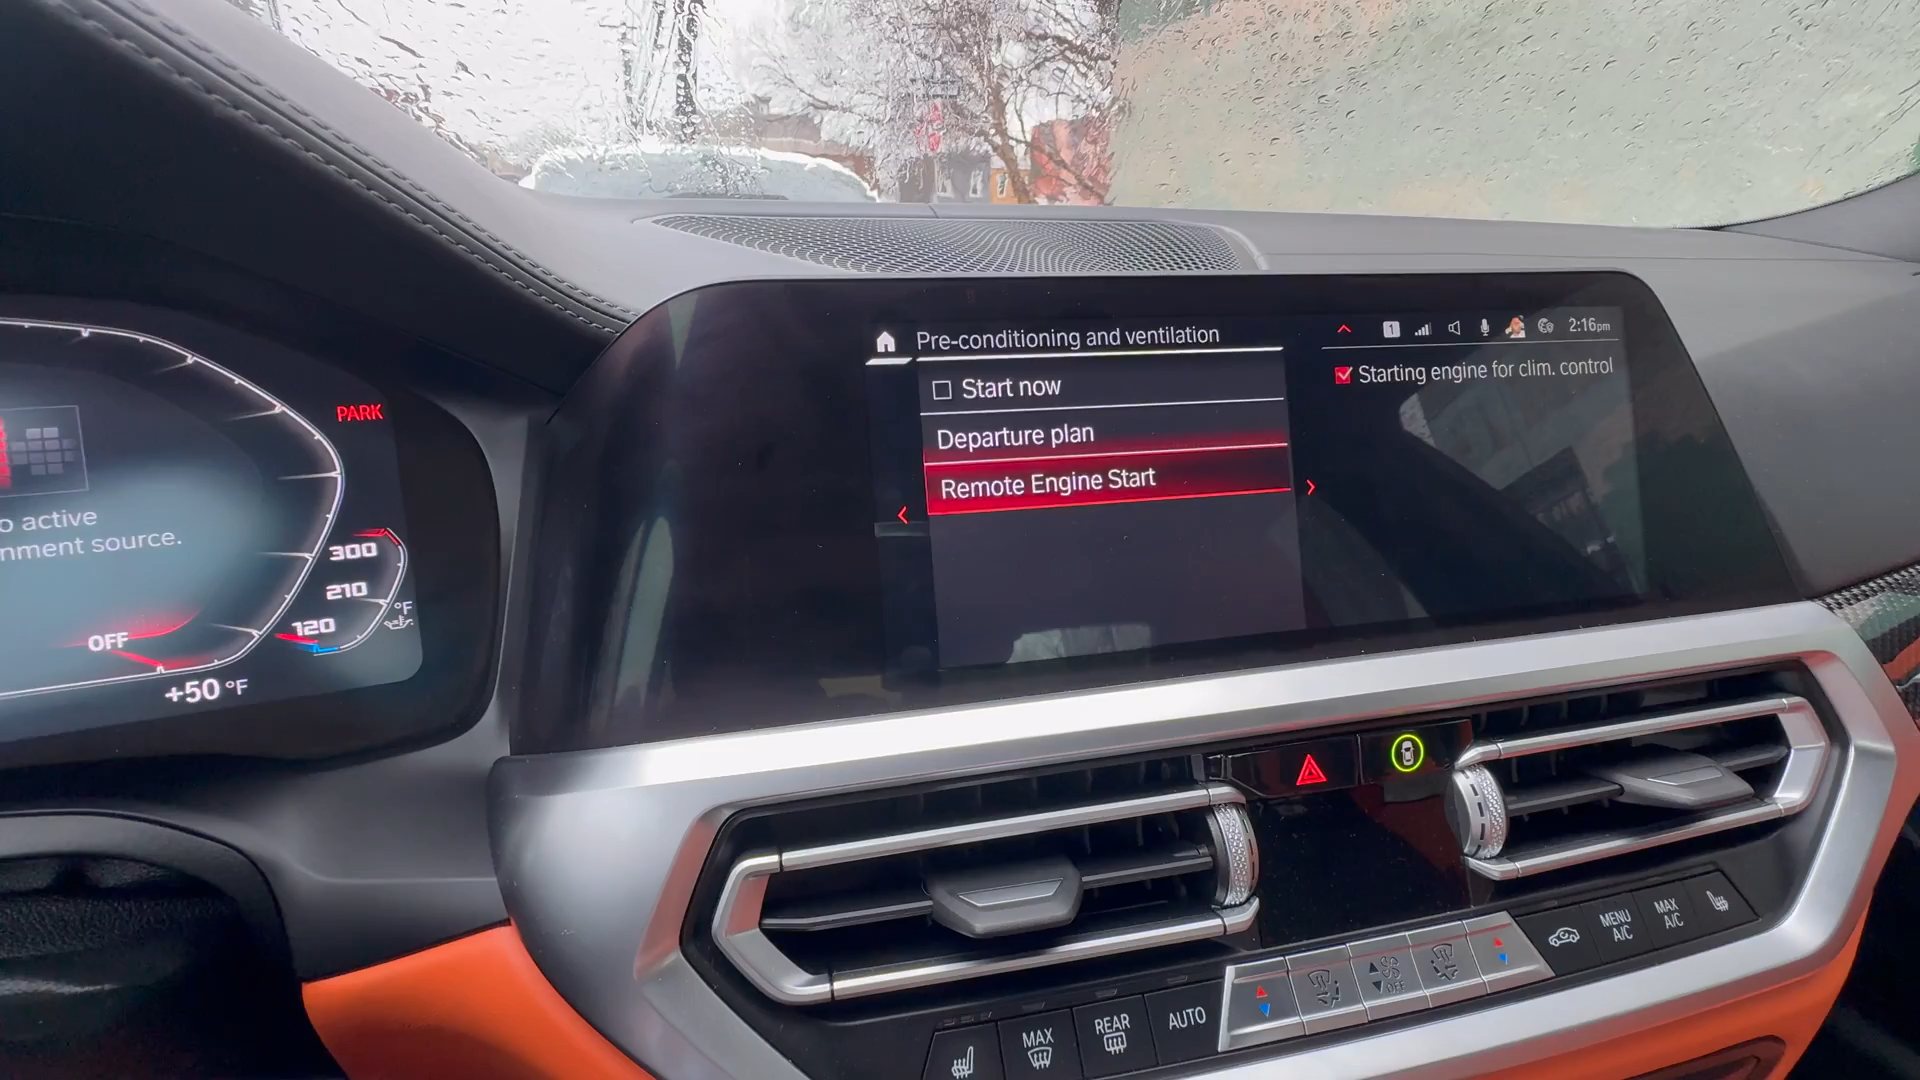 Pre-conditioning and ventilation
1
2:16pm
Start now
Starting engine for clim. control
Departure plan
Remote Engine Start
PARK
active
nment source.
300
210
120
°F
OFF
+50 °F
MAX
REAR
AUTO
OFF
MENU
A/C
MAX
A/C